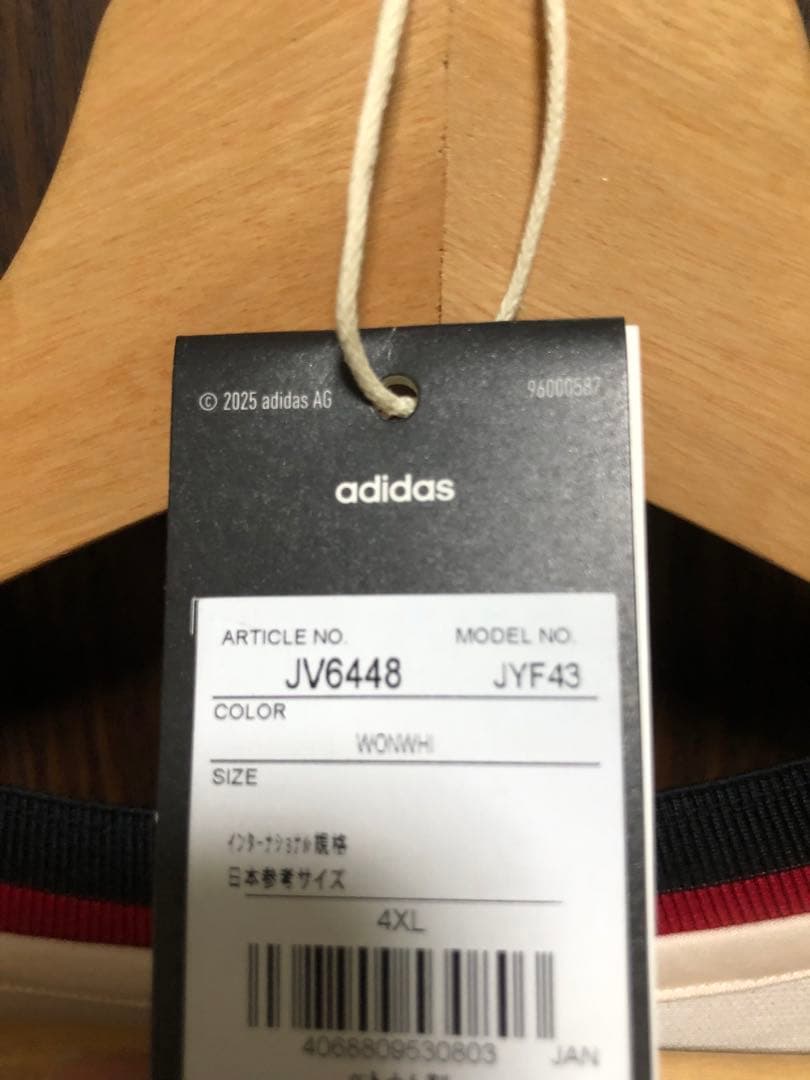 © 2025 adidas AG 96000587
adidas
ARTICLE NO. MODEL NO.
JV6448 JYF43
COLOR
WONWHI
SIZE
インターナショナル規格
日本参考サイズ
4XL
4068809530803 JAN